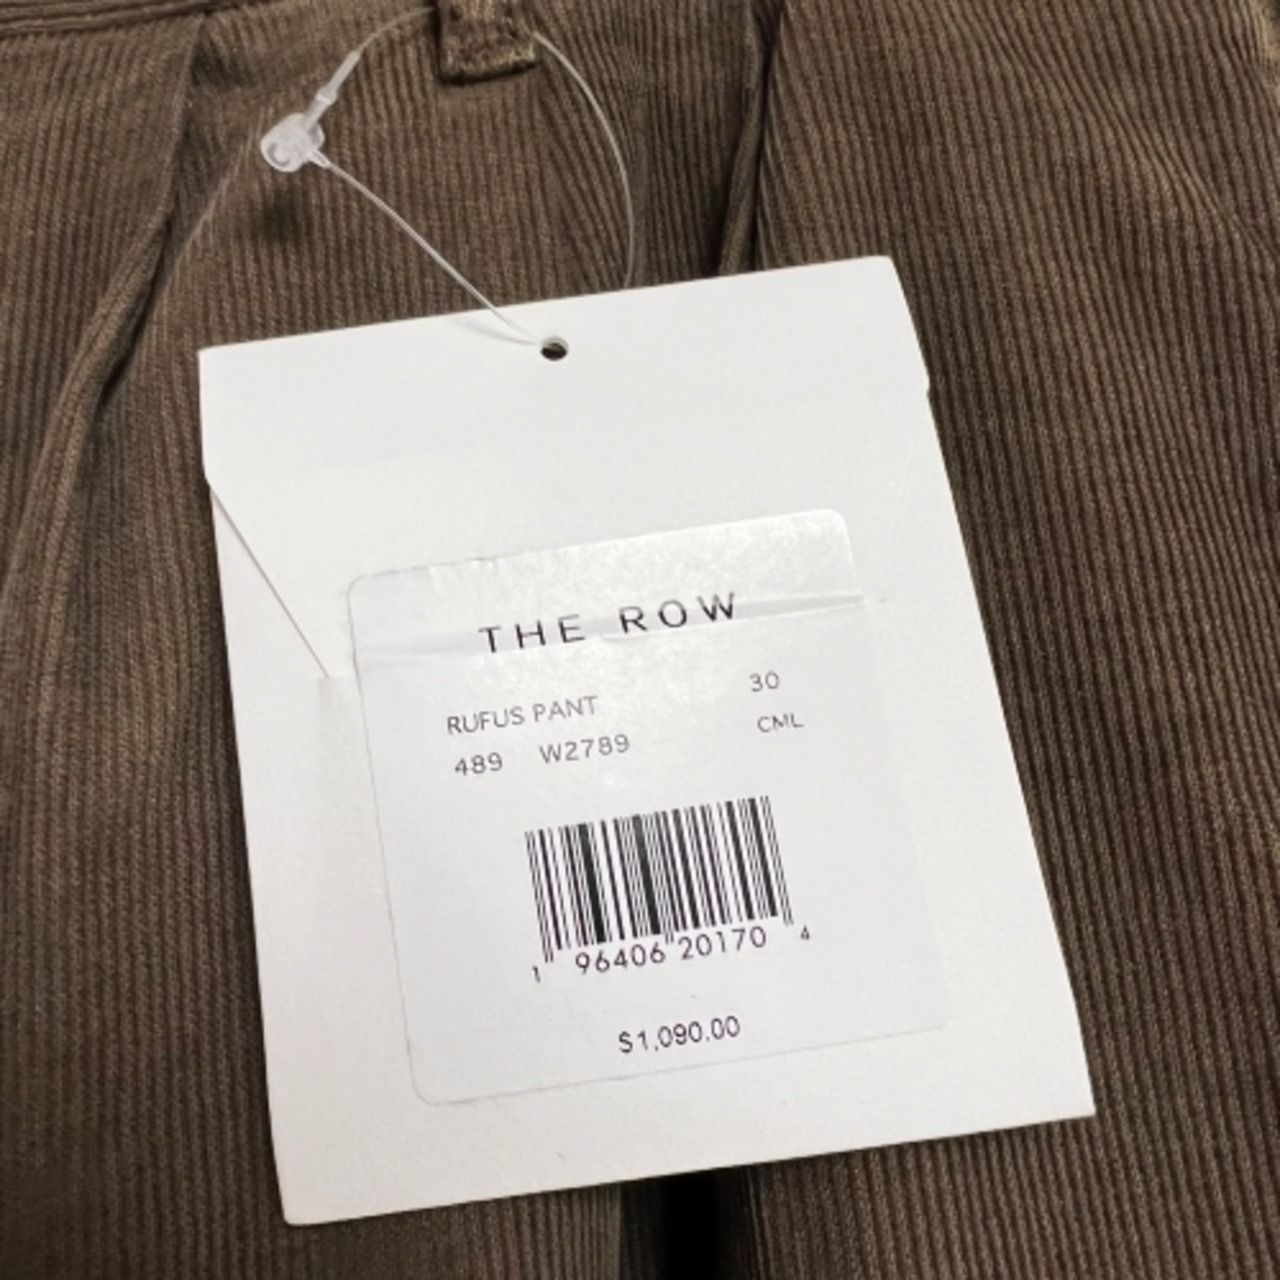 THE ROW
RUFUS PANT 30
489 W2789 CML
1 96406 20170 4
$1,090.00